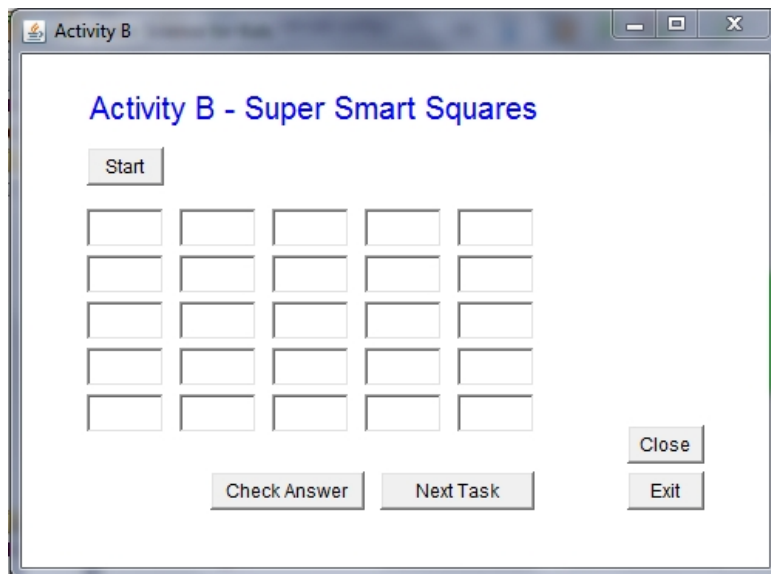 Activity B
Activity B - Super Smart Squares
Start
Close
Check Answer Next Task Exit